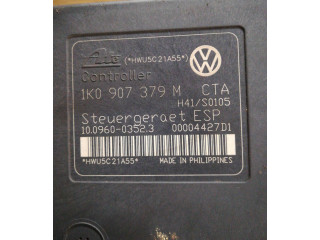 Ate (*HWU5C21A55*)
Controller
1K0 907 379 M CTA
H41/S0105
Steuergeraet ESP
10.0960-0352.3 00004427D1
*HWU5C21A55*
MADE IN PHILIPPINES